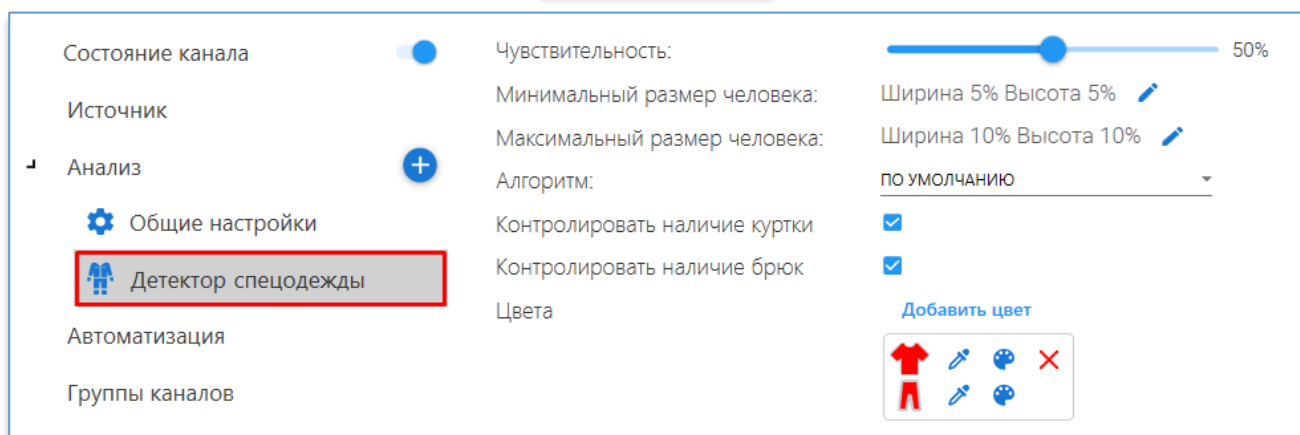 Состояние канала
Источник
Анализ
Общие настройки
Детектор спецодежды
Автоматизация
Группы каналов
Чувствительность: 50%
Минимальный размер человека: Ширина 5% Высота 5%
Максимальный размер человека: Ширина 10% Высота 10%
Алгоритм: ПО УМОЛЧАНИЮ
Контролировать наличие куртки
Контролировать наличие брюк
Цвета Добавить цвет